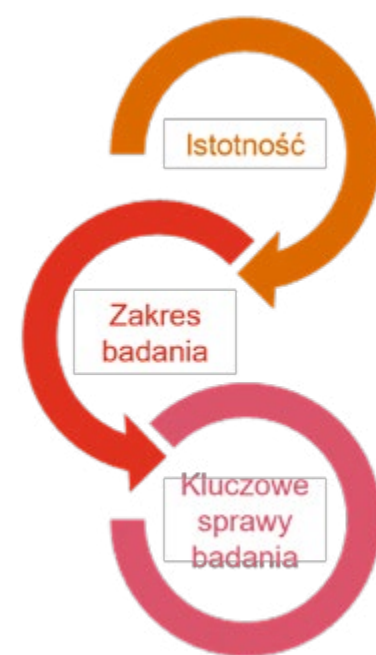 Istotność
Zakres
badania
Kluczowe
sprawy
badania